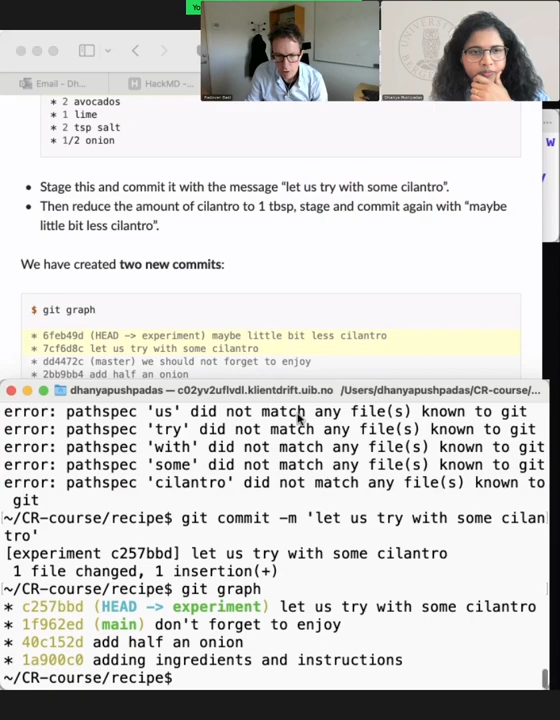 Yo
Email – Dh...
HackMD –...
* 2 avocados
* 1 lime
* 2 tsp salt
* 1/2 onion
w
• Stage this and commit it with the message “let us try with some cilantro”.
• Then reduce the amount of cilantro to 1 tbsp, stage and commit again with “maybe
little bit less cilantro”.
We have created two new commits:
$ git graph
* 6feb49d (HEAD -> experiment) maybe little bit less cilantro
* 7cf6d8c let us try with some cilantro
* dd4472c (master) we should not forget to enjoy
* 2bb9bb4 add half an onion
dhanyapushpadas — c02yv2uflvdl.klientdrift.uib.no /Users/dhanyapushpadas/CR-course/...
error: pathspec 'us' did not match any file(s) known to git
error: pathspec 'try' did not match any file(s) known to git
error: pathspec 'with' did not match any file(s) known to git
error: pathspec 'some' did not match any file(s) known to git
error: pathspec 'cilantro' did not match any file(s) known to
git
~/CR-course/recipe$ git commit -m 'let us try with some cilan
tro'
[experiment c257bbd] let us try with some cilantro
1 file changed, 1 insertion(+)
~/CR-course/recipe$ git graph
* c257bbd (HEAD -> experiment) let us try with some cilantro
* 1f962ed (main) don't forget to enjoy
* 40c152d add half an onion
* 1a900c0 adding ingredients and instructions
~/CR-course/recipe$